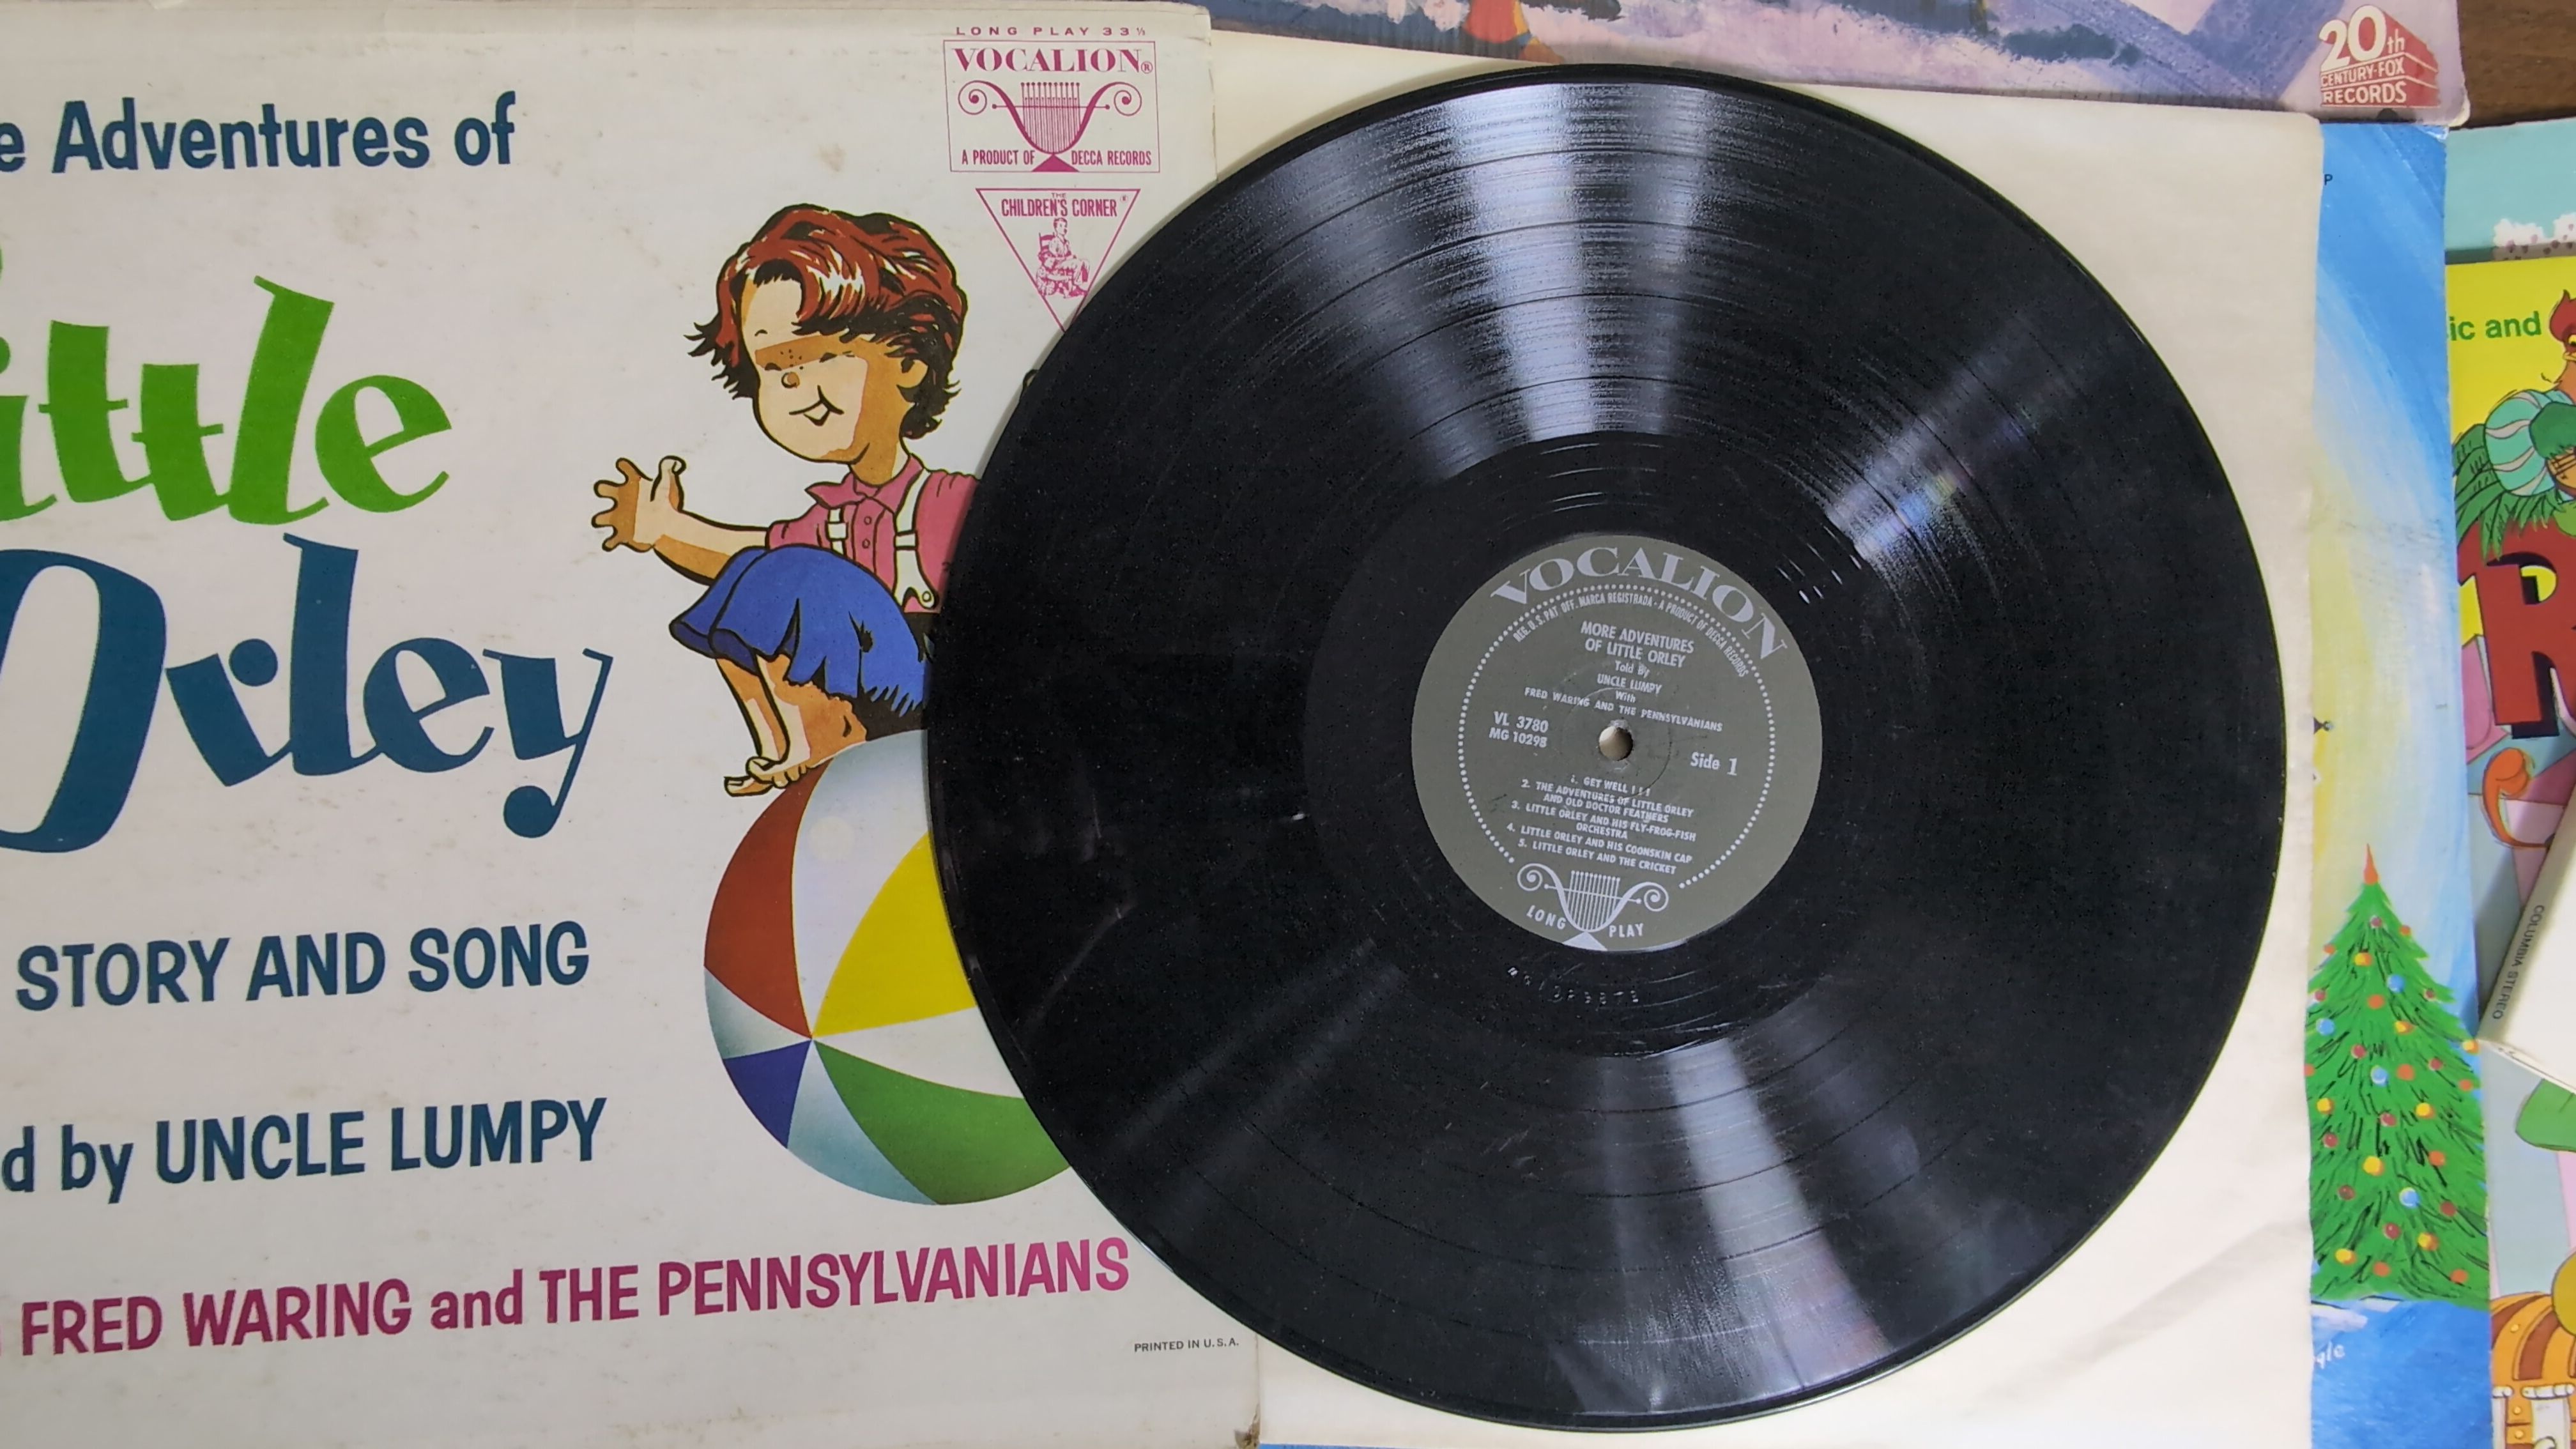 e Adventures of
ittle
Orley
STORY AND SONG
d by UNCLE LUMPY
FRED WARING and THE PENNSYLVANIANS
PRINTED IN U.S.A.
LONG PLAY 33⅓
VOCALION®
A PRODUCT OF DECCA RECORDS
THE
CHILDREN'S CORNER
VOCALION
REG. U.S. PAT. OFF. MARCA REGISTRADA · A PRODUCT OF DECCA RECORDS
MORE ADVENTURES
OF LITTLE ORLEY
Told By
UNCLE LUMPY
With
FRED WARING AND THE PENNSYLVANIANS
VL 3780
MG 10298
Side 1
1. GET WELL ! ! !
2. THE ADVENTURES OF LITTLE ORLEY
AND OLD DOCTOR FEATHERS
3. LITTLE ORLEY AND HIS FLY-FROG-FISH
ORCHESTRA
4. LITTLE ORLEY AND HIS COONSKIN CAP
5. LITTLE ORLEY AND THE CRICKET
LONG PLAY
20th
CENTURY-FOX
RECORDS
P
ic and
R
COLUMBIA STEREO
gle